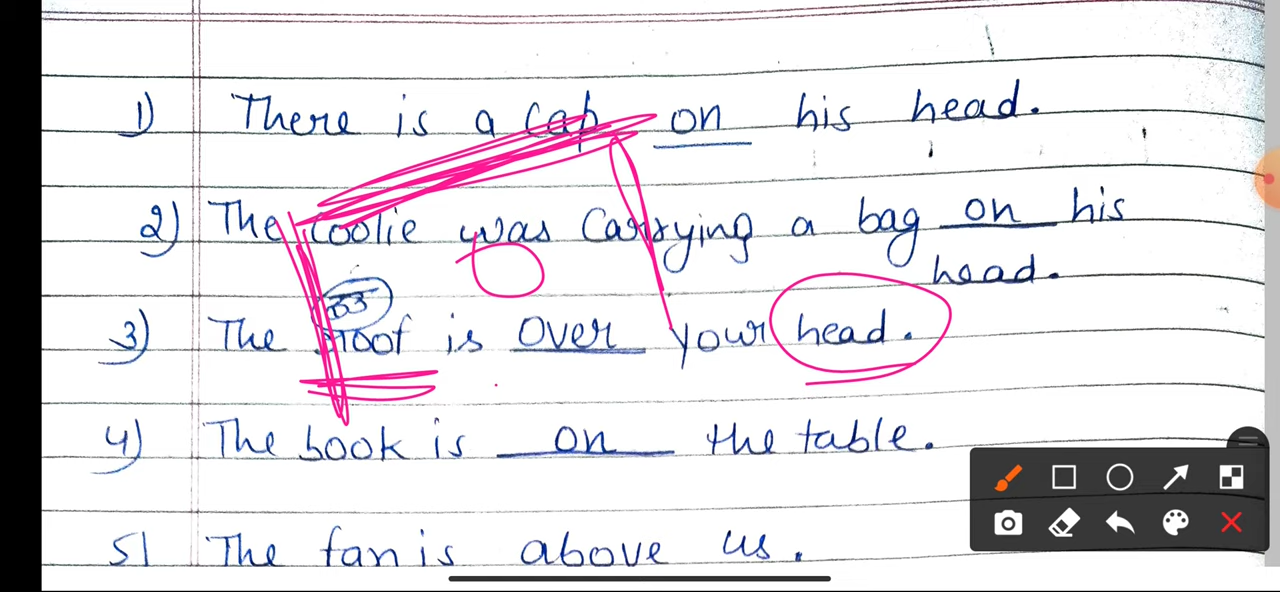 1) There is a cap on his head.
2) The coolie was carrying a bag on his
head.
3) The roof is over your head.
4) The book is on the table.
5) The fan is above us.